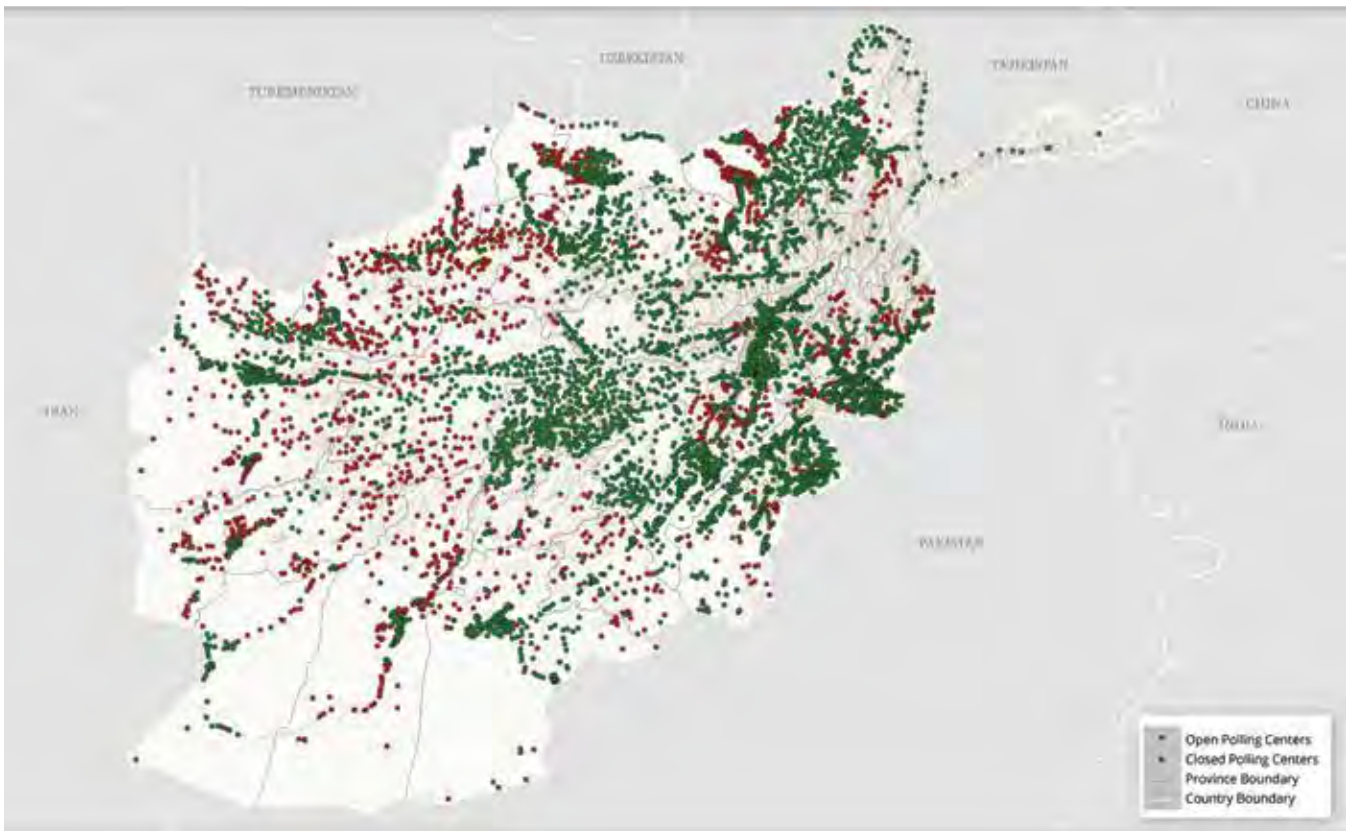 UZBEKISTAN
TAJIKISTAN
TURKMENISTAN
CHINA
IRAN
INDIA
PAKISTAN
Open Polling Centers
Closed Polling Centers
Province Boundary
Country Boundary